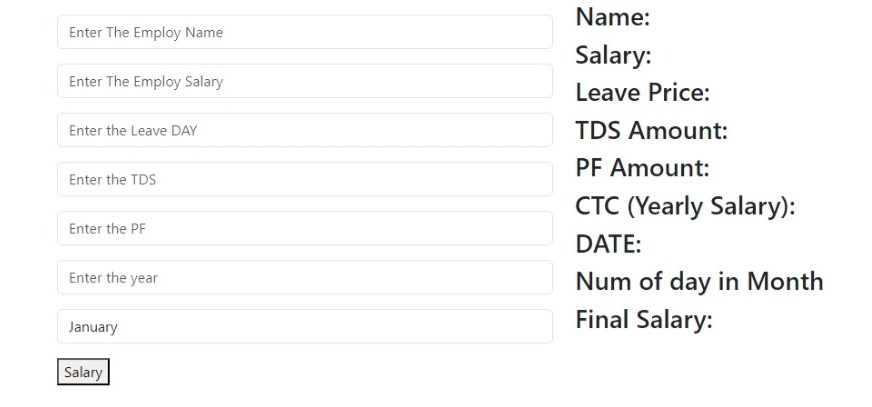 Enter The Employ Name
Enter The Employ Salary
Enter the Leave DAY
Enter the TDS
Enter the PF
Enter the year
January
Salary
Name:
Salary:
Leave Price:
TDS Amount:
PF Amount:
CTC (Yearly Salary):
DATE:
Num of day in Month
Final Salary: